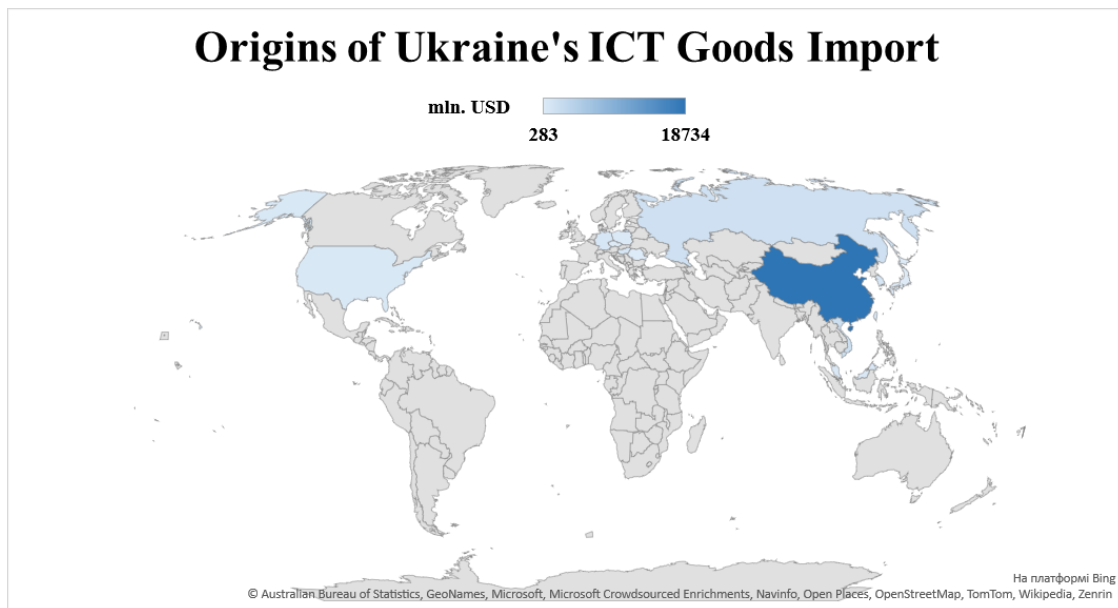 Origins of Ukraine's ICT Goods Import
mln. USD
283 18734
На платформі Bing
© Australian Bureau of Statistics, GeoNames, Microsoft, Microsoft Crowdsourced Enrichments, Navinfo, Open Places, OpenStreetMap, TomTom, Wikipedia, Zenrin